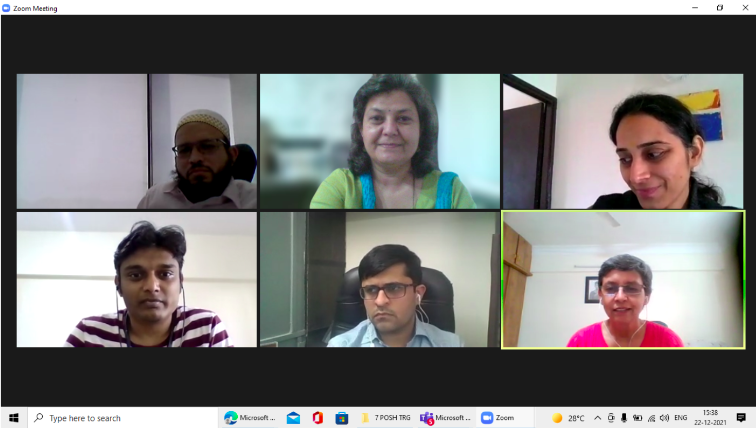 Zoom Meeting
Type here to search
Microsoft ...
7 POSH TRG
Microsoft ...
Zoom
28°C
ENG
15:38
22-12-2021